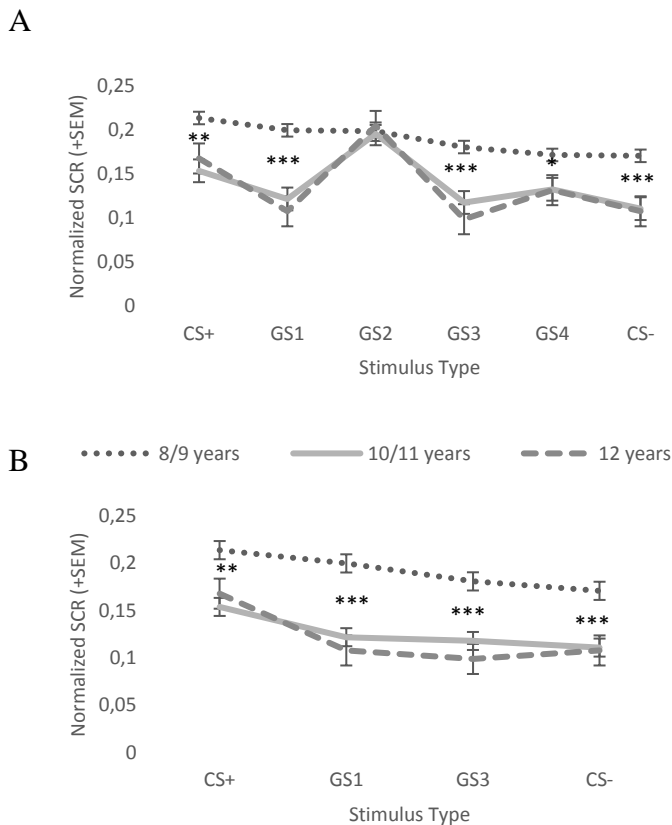 A
Normalized SCR (+SEM)
0,25
0,2
0,15
0,1
0,05
0
**
***
***
*
***
CS+ GS1 GS2 GS3 GS4 CS-
Stimulus Type
8/9 years 10/11 years 12 years
B
Normalized SCR (+SEM)
0,25
0,2
0,15
0,1
0,05
0
**
***
***
***
CS+ GS1 GS3 CS-
Stimulus Type